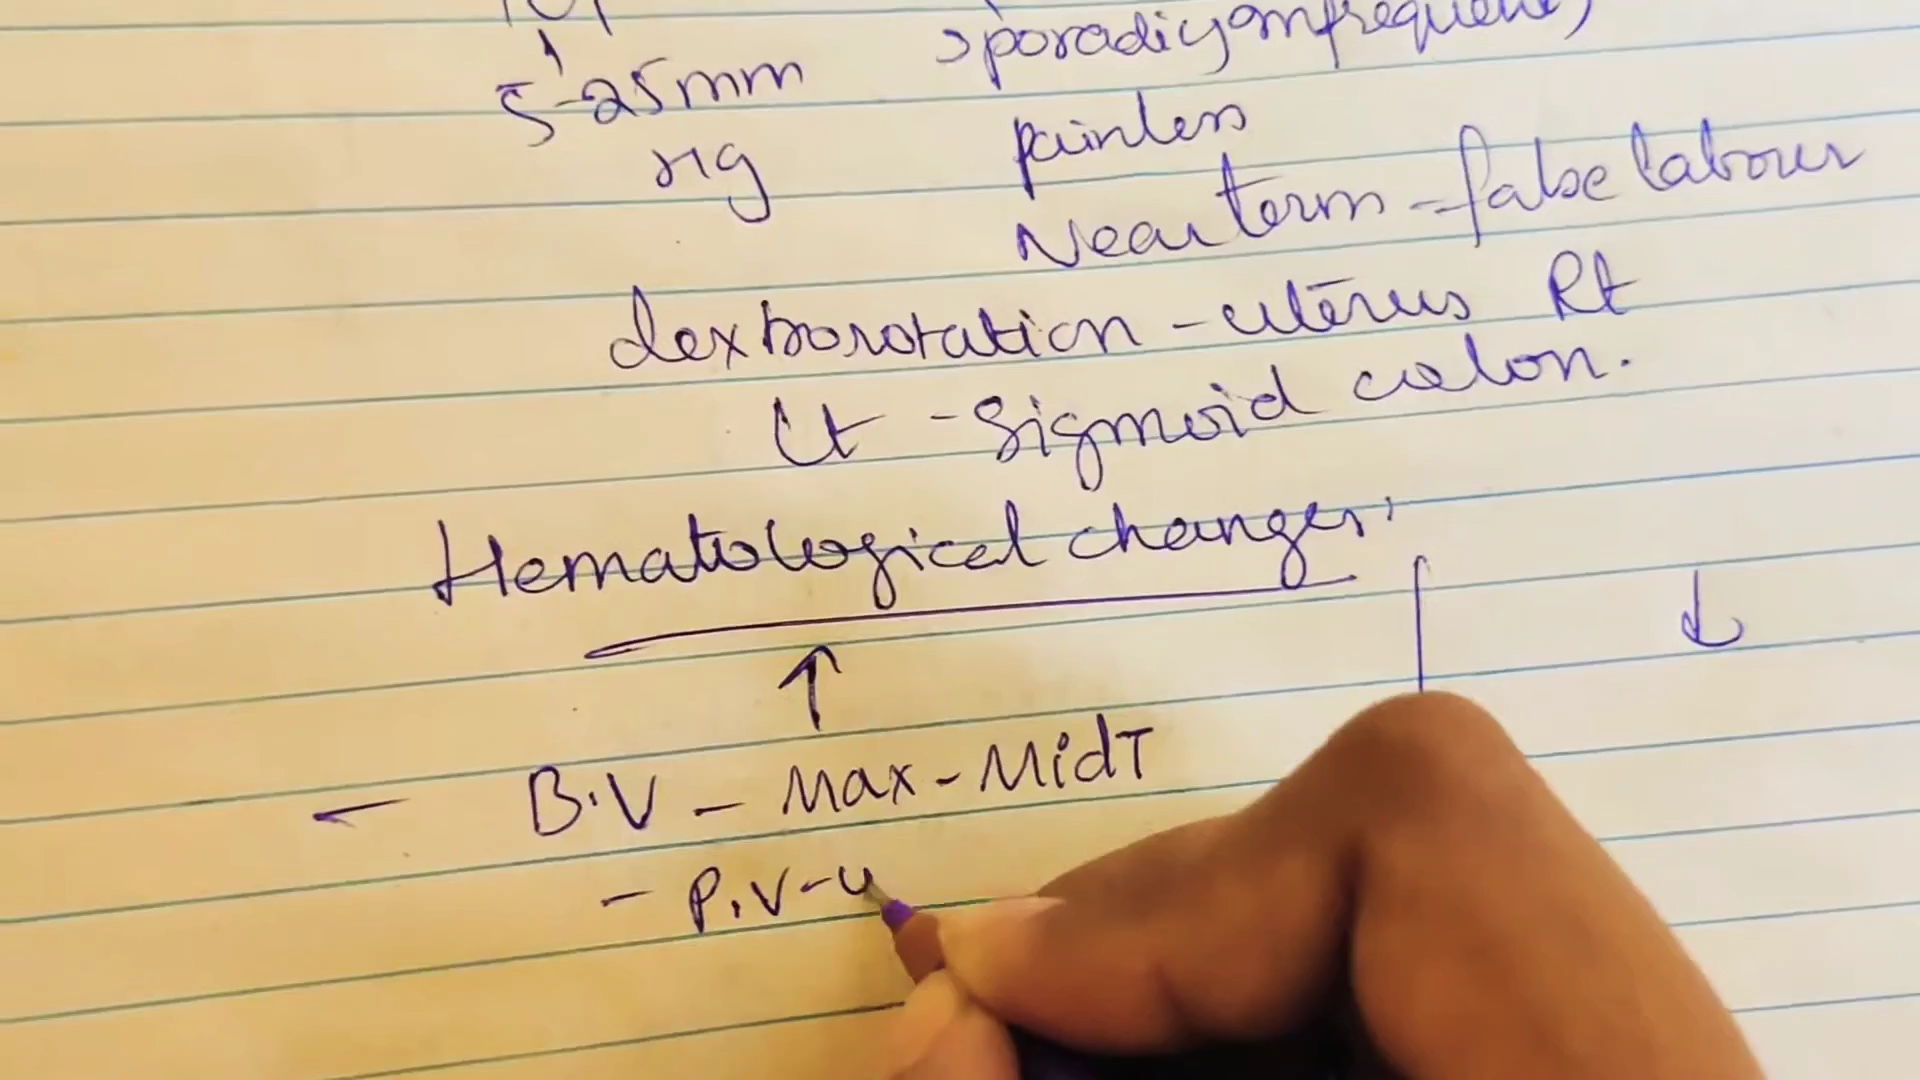 sporadic, infrequent,
5-25mm
painless
Hg
Near term - false labour
dextrorotation - uterus Rt
Lt - Sigmoid colon.
Hematological changes.
↑ ↓
- B.V - Max - MidT
- P.V - 4